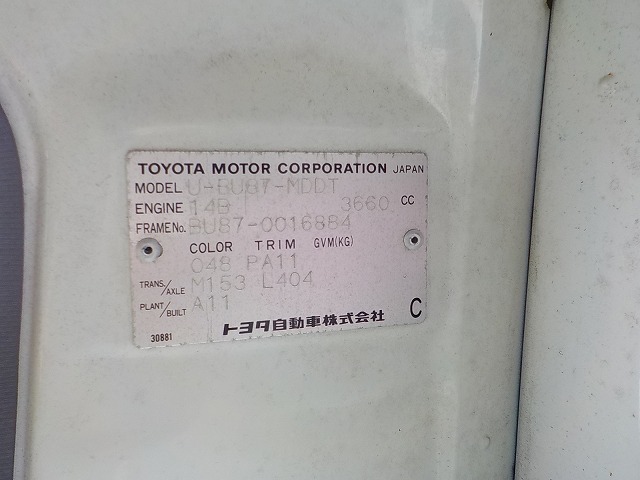 TOYOTA MOTOR CORPORATION JAPAN
MODEL U-BU87-MDDT
ENGINE 14B 3660 CC
FRAME No. BU87-0016884
COLOR TRIM GVM(KG)
048 PA11
TRANS./AXLE M153 L404
PLANT/BUILT A11
30881 トヨタ自動車株式会社 C